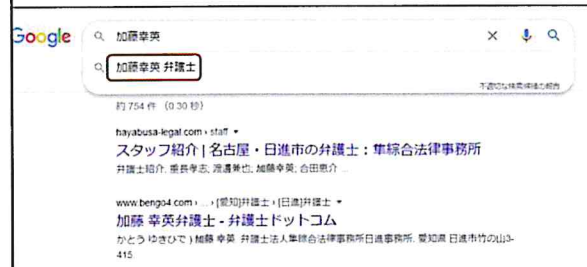 Google
加藤幸英
加藤幸英 弁護士
不適切な検索候補の報告
約 754 件 （0.30 秒）
hayabusa-legal.com › staff ▼
スタッフ紹介 | 名古屋・日進市の弁護士：隼綜合法律事務所
弁護士紹介. 重長孝志; 渡邊兼也; 加藤幸英; 合田恵介 ...
www.bengo4.com › ... › [愛知]弁護士 › [日進]弁護士 ▼
加藤 幸英弁護士 - 弁護士ドットコム
かとう ゆきひで ) 加藤 幸英. 弁護士法人隼綜合法律事務所日進事務所. 愛知県 日進市竹の山3-
415.